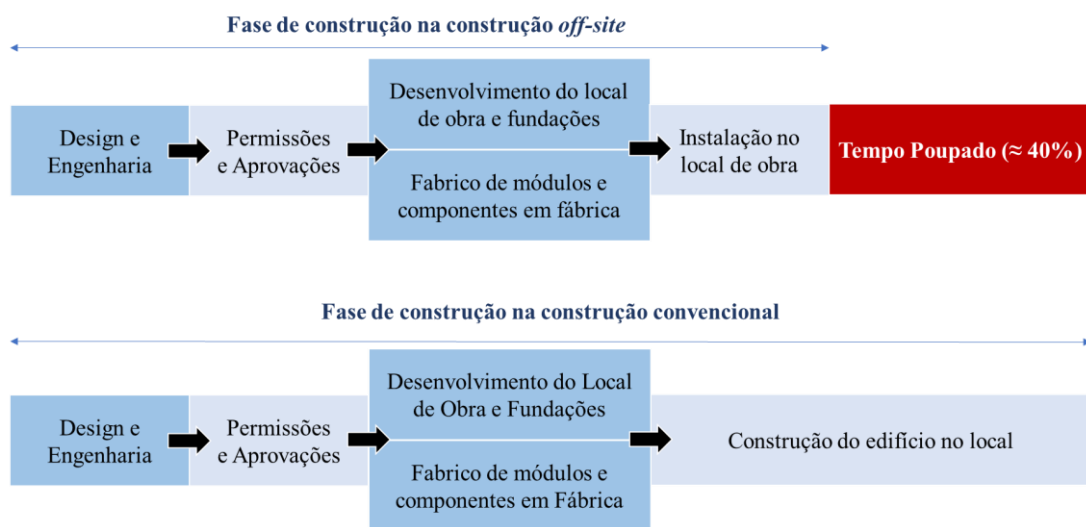 Fase de construção na construção off-site
Design e
Engenharia
Permissões
e Aprovações
Desenvolvimento do local
de obra e fundações
Fabrico de módulos e
componentes em fábrica
Instalação no
local de obra
Tempo Poupado (≈ 40%)
Fase de construção na construção convencional
Design e
Engenharia
Permissões
e Aprovações
Desenvolvimento do Local
de Obra e Fundações
Fabrico de módulos e
componentes em Fábrica
Construção do edifício no local